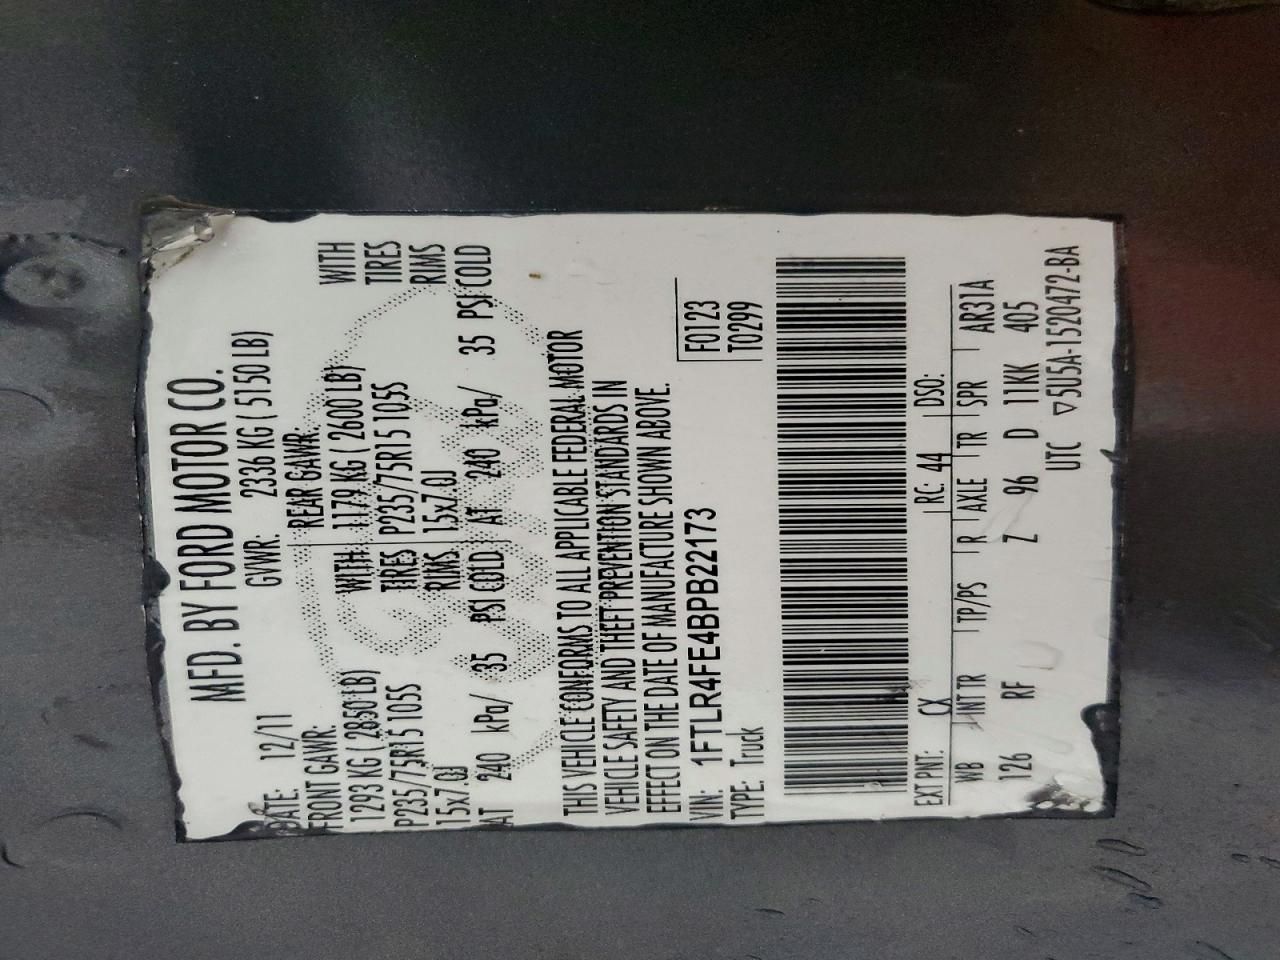 MFD. BY FORD MOTOR CO.
DATE: 12/11 GVWR: 2336 KG ( 5150 LB)
FRONT GAWR: REAR GAWR:
1293 KG ( 2850 LB) WITH 1179 KG ( 2600 LB) WITH
P235/75R15 105S TIRES P235/75R15 105S TIRES
15x7.0J RIMS 15x7.0J RIMS
AT 240 kPa/ 35 PSI COLD AT 240 kPa/ 35 PSI COLD
THIS VEHICLE CONFORMS TO ALL APPLICABLE FEDERAL MOTOR
VEHICLE SAFETY AND THEFT PREVENTION STANDARDS IN
EFFECT ON THE DATE OF MANUFACTURE SHOWN ABOVE.
VIN: 1FTLR4FE4BPB22173 F0123
TYPE: Truck T0299
EXT PNT: CX RC: 44 DSO:
WB INT TR TP/PS R AXLE TR SPR AR31A
126 RF Z 96 D 1KK 405
UTC ▽5U5A-1520472-BA